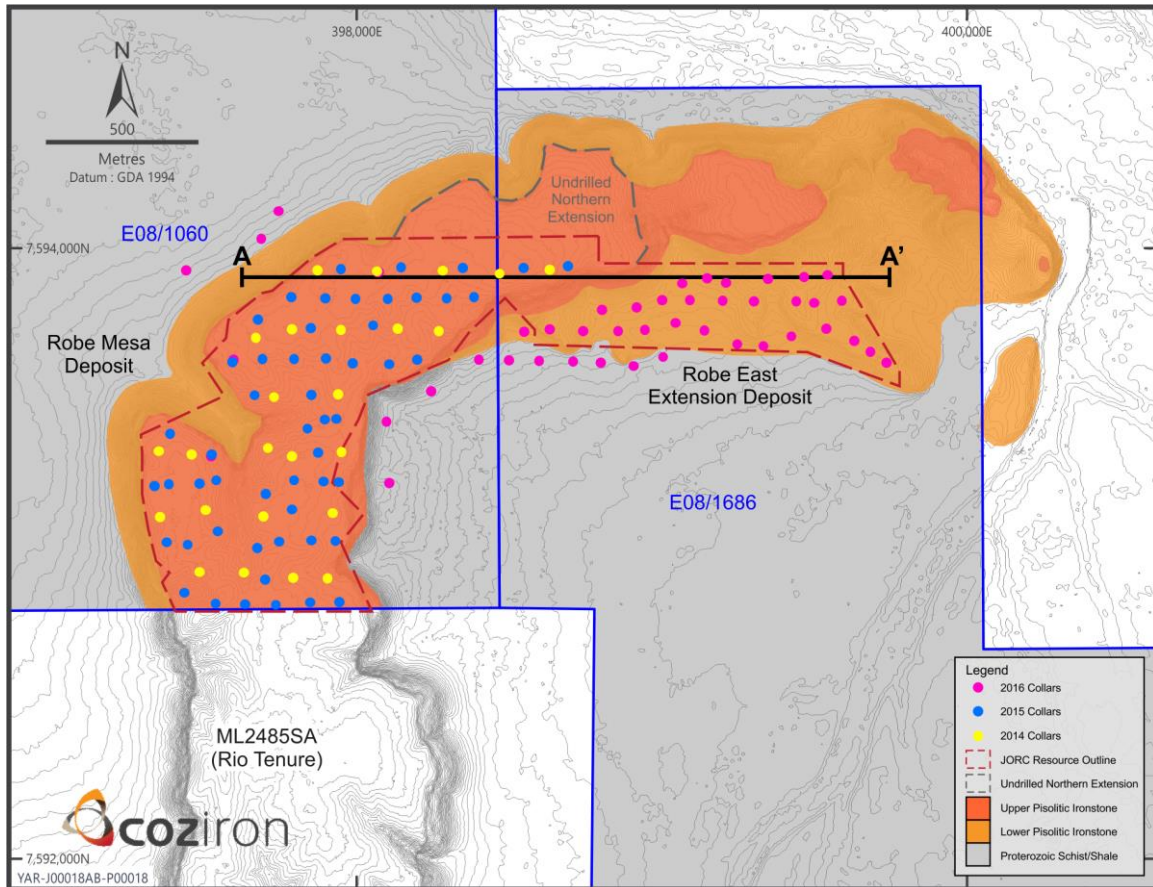 398,000E
400,000E
N
500
Metres
Datum : GDA 1994
Undrilled
Northern
Extension
E08/1060
7,594,000N
A
A'
Robe Mesa
Deposit
Robe East
Extension Deposit
E08/1686
ML2485SA
(Rio Tenure)
Legend
2016 Collars
2015 Collars
2014 Collars
JORC Resource Outline
Undrilled Northern Extension
Upper Pisolitic Ironstone
Lower Pisolitic Ironstone
Proterozoic Schist/Shale
coziron
7,592,000N
YAR-J00018AB-P00018